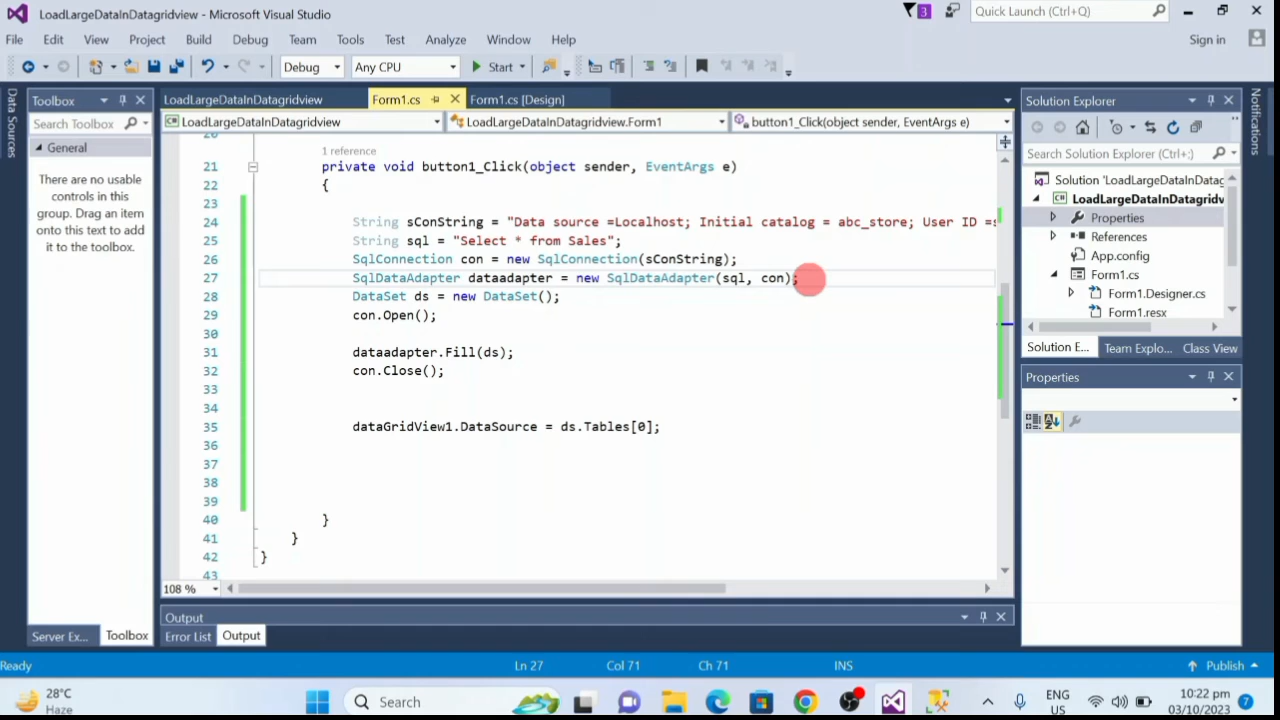 LoadLargeDataInDatagridview - Microsoft Visual Studio
3
Quick Launch (Ctrl+Q)
File Edit View Project Build Debug Team Tools Test Analyze Window Help
Sign in
Debug Any CPU Start
Data Sources
Toolbox
Search Toolbox
General
There are no usable
controls in this
group. Drag an item
onto this text to add
it to the toolbox.
Server Ex... Toolbox
LoadLargeDataInDatagridview Form1.cs Form1.cs [Design]
LoadLargeDataInDatagridview LoadLargeDataInDatagridview.Form1 button1_Click(object sender, EventArgs e)
20
1 reference
21 private void button1_Click(object sender, EventArgs e)
22 {
23
24 String sConString = "Data source =Localhost; Initial catalog = abc_store; User ID =s
25 String sql = "Select * from Sales";
26 SqlConnection con = new SqlConnection(sConString);
27 SqlDataAdapter dataadapter = new SqlDataAdapter(sql, con);
28 DataSet ds = new DataSet();
29 con.Open();
30
31 dataadapter.Fill(ds);
32 con.Close();
33
34
35 dataGridView1.DataSource = ds.Tables[0];
36
37
38
39
40 }
41 }
42 }
43
108 %
Output
Error List Output
Solution Explorer
Search Solution Explorer (Ctrl+;)
Solution 'LoadLargeDataInDatag
LoadLargeDataInDatagridv
Properties
References
App.config
Form1.cs
Form1.Designer.cs
Form1.resx
Solution E... Team Explo... Class View
Properties
Notifications
Ready Ln 27 Col 71 Ch 71 INS Publish
28°C
Haze
Search
ENG
US
10:22 pm
03/10/2023
7